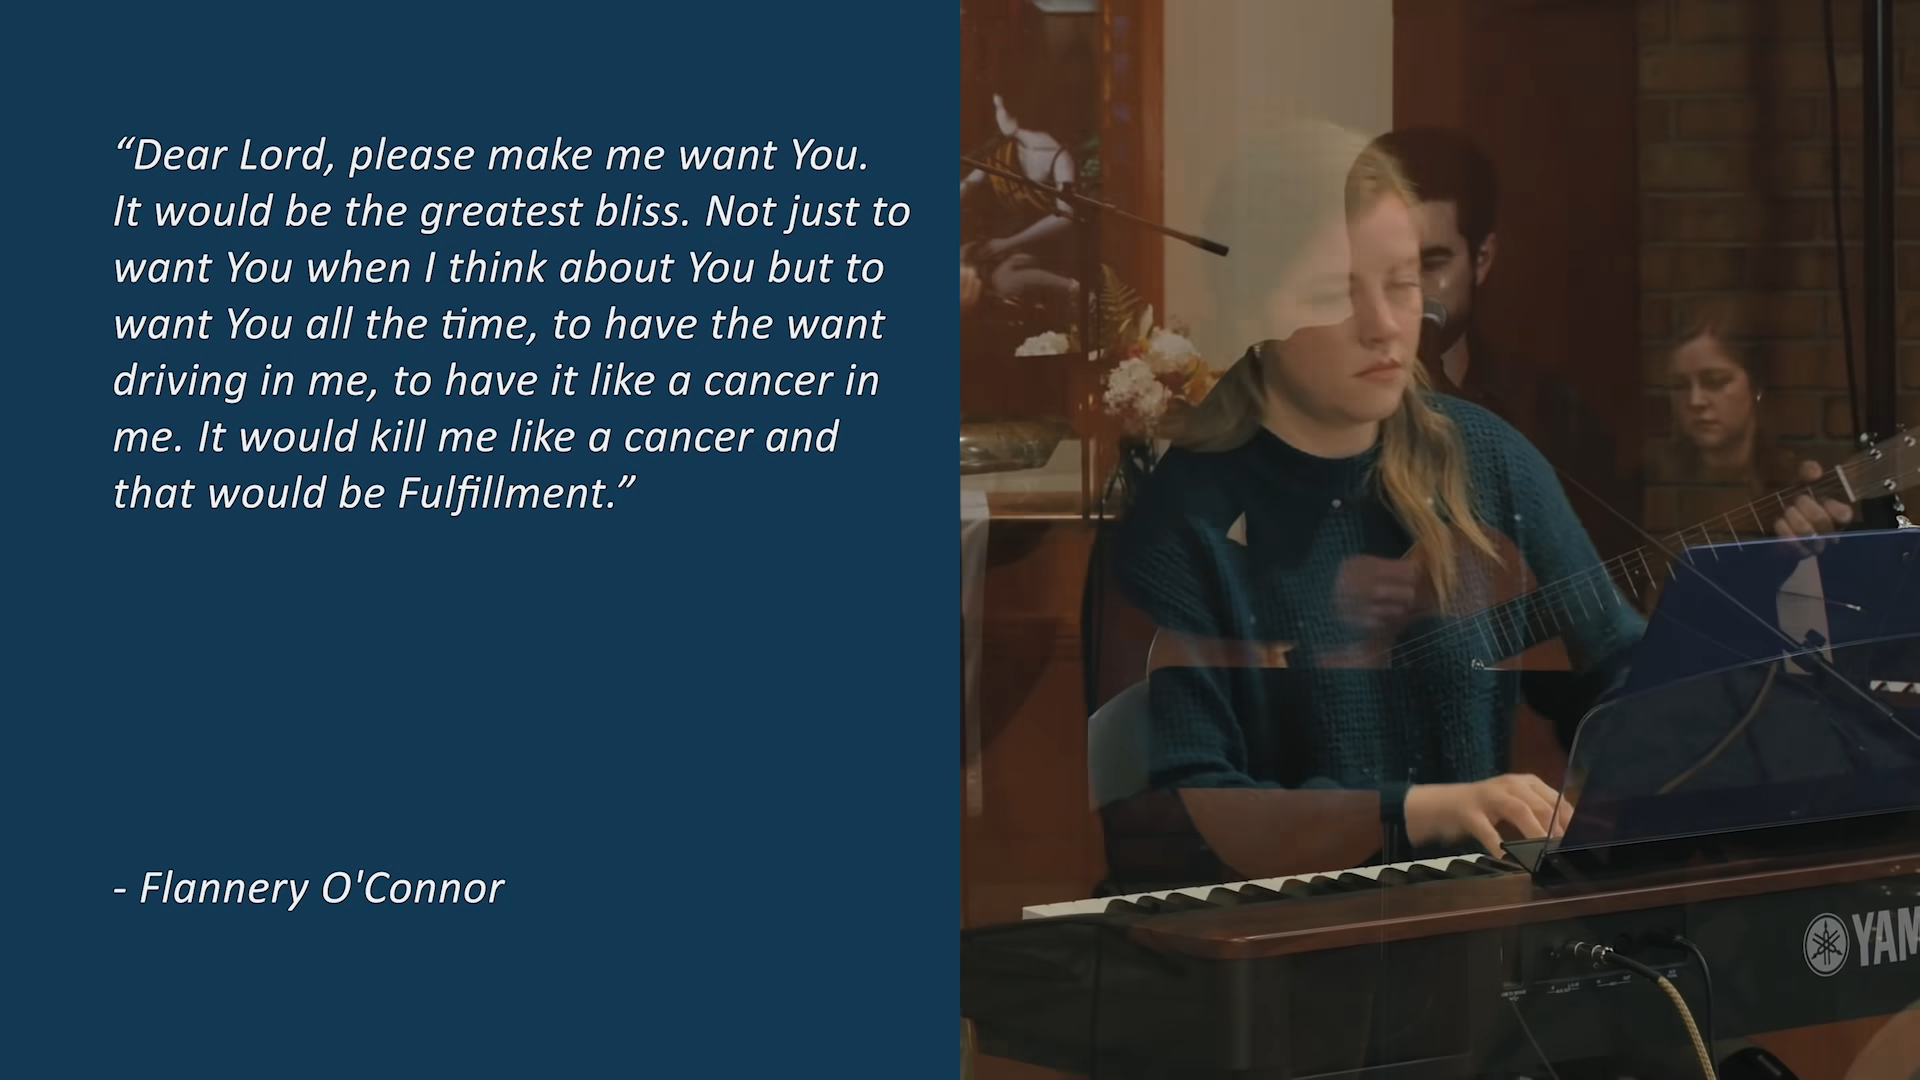 “Dear Lord, please make me want You.
It would be the greatest bliss. Not just to
want You when I think about You but to
want You all the time, to have the want
driving in me, to have it like a cancer in
me. It would kill me like a cancer and
that would be Fulfillment.”
- Flannery O'Connor
YAM